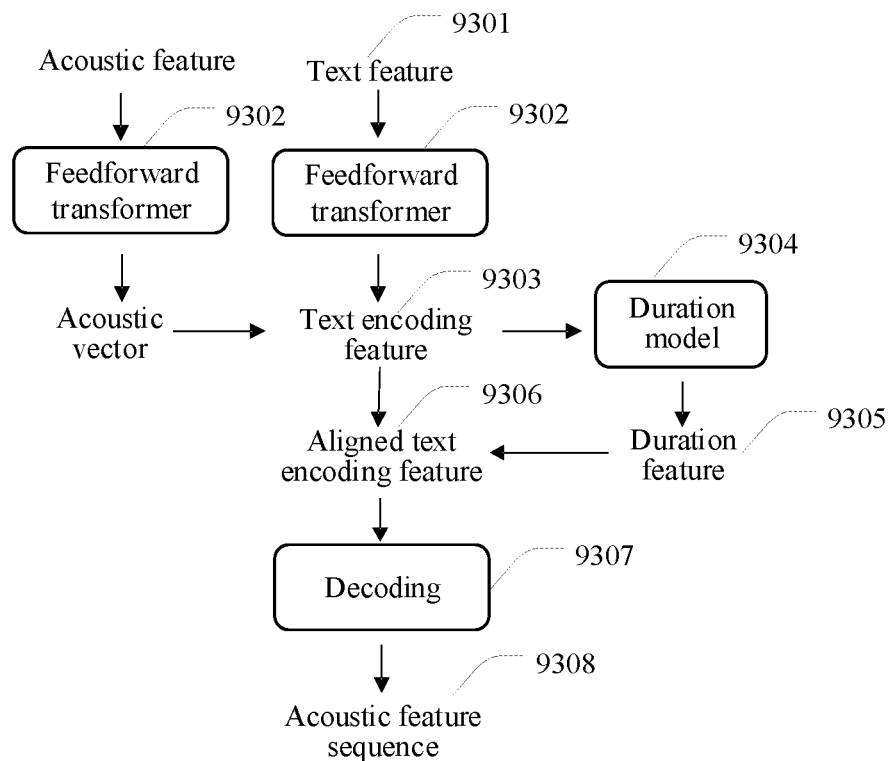 9301
Acoustic feature
Text feature
9302
9302
Feedforward
transformer
Feedforward
transformer
9303
9304
Acoustic
vector
Text encoding
feature
Duration
model
9306
9305
Aligned text
encoding feature
Duration
feature
9307
Decoding
9308
Acoustic feature
sequence